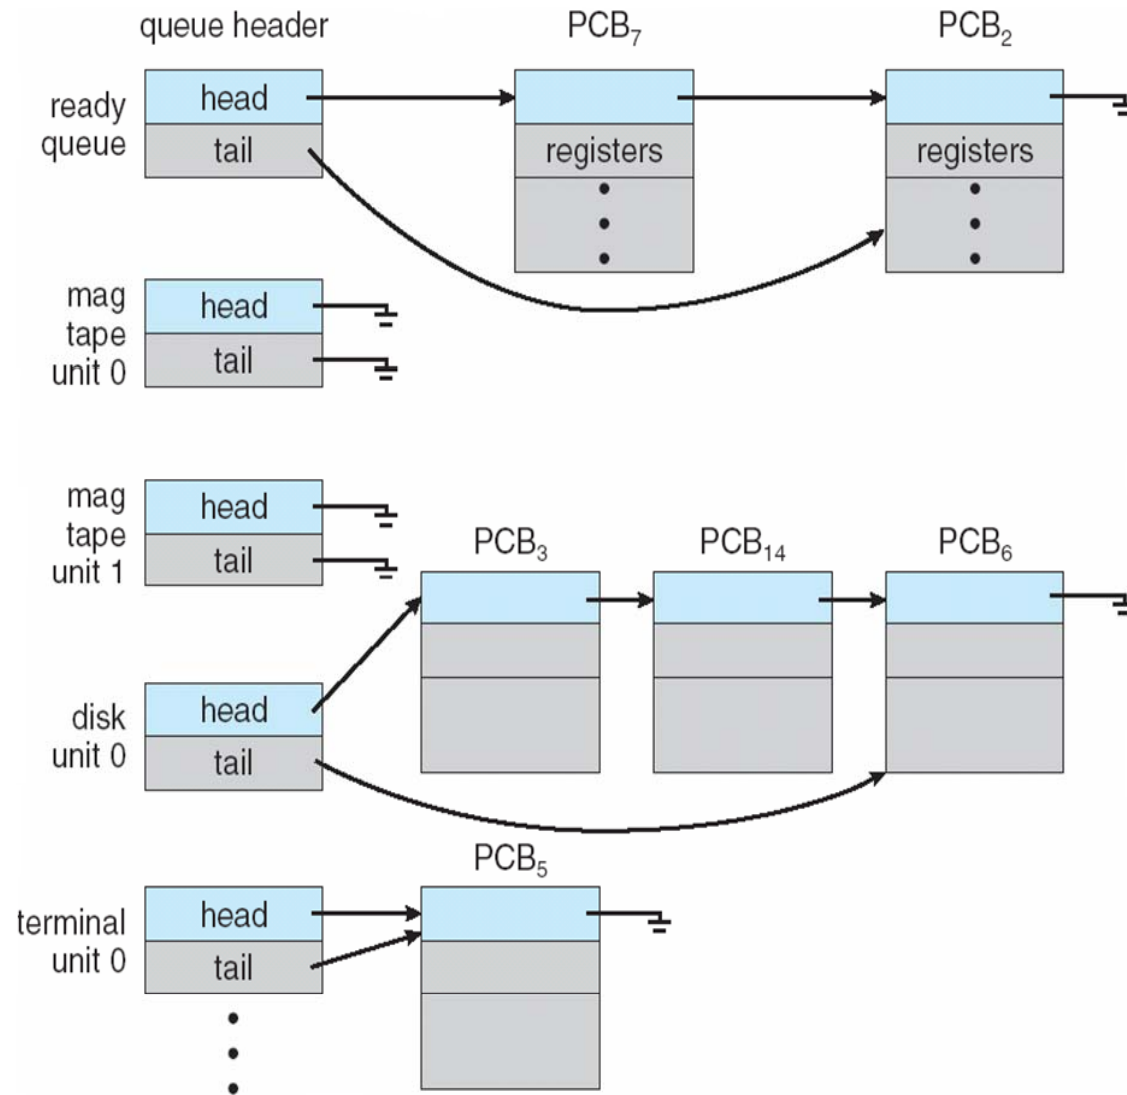 queue header
PCB7
PCB2
ready
queue
head
tail
registers
registers
mag
tape
unit 0
head
tail
mag
tape
unit 1
head
tail
PCB3
PCB14
PCB6
disk
unit 0
head
tail
PCB5
terminal
unit 0
head
tail